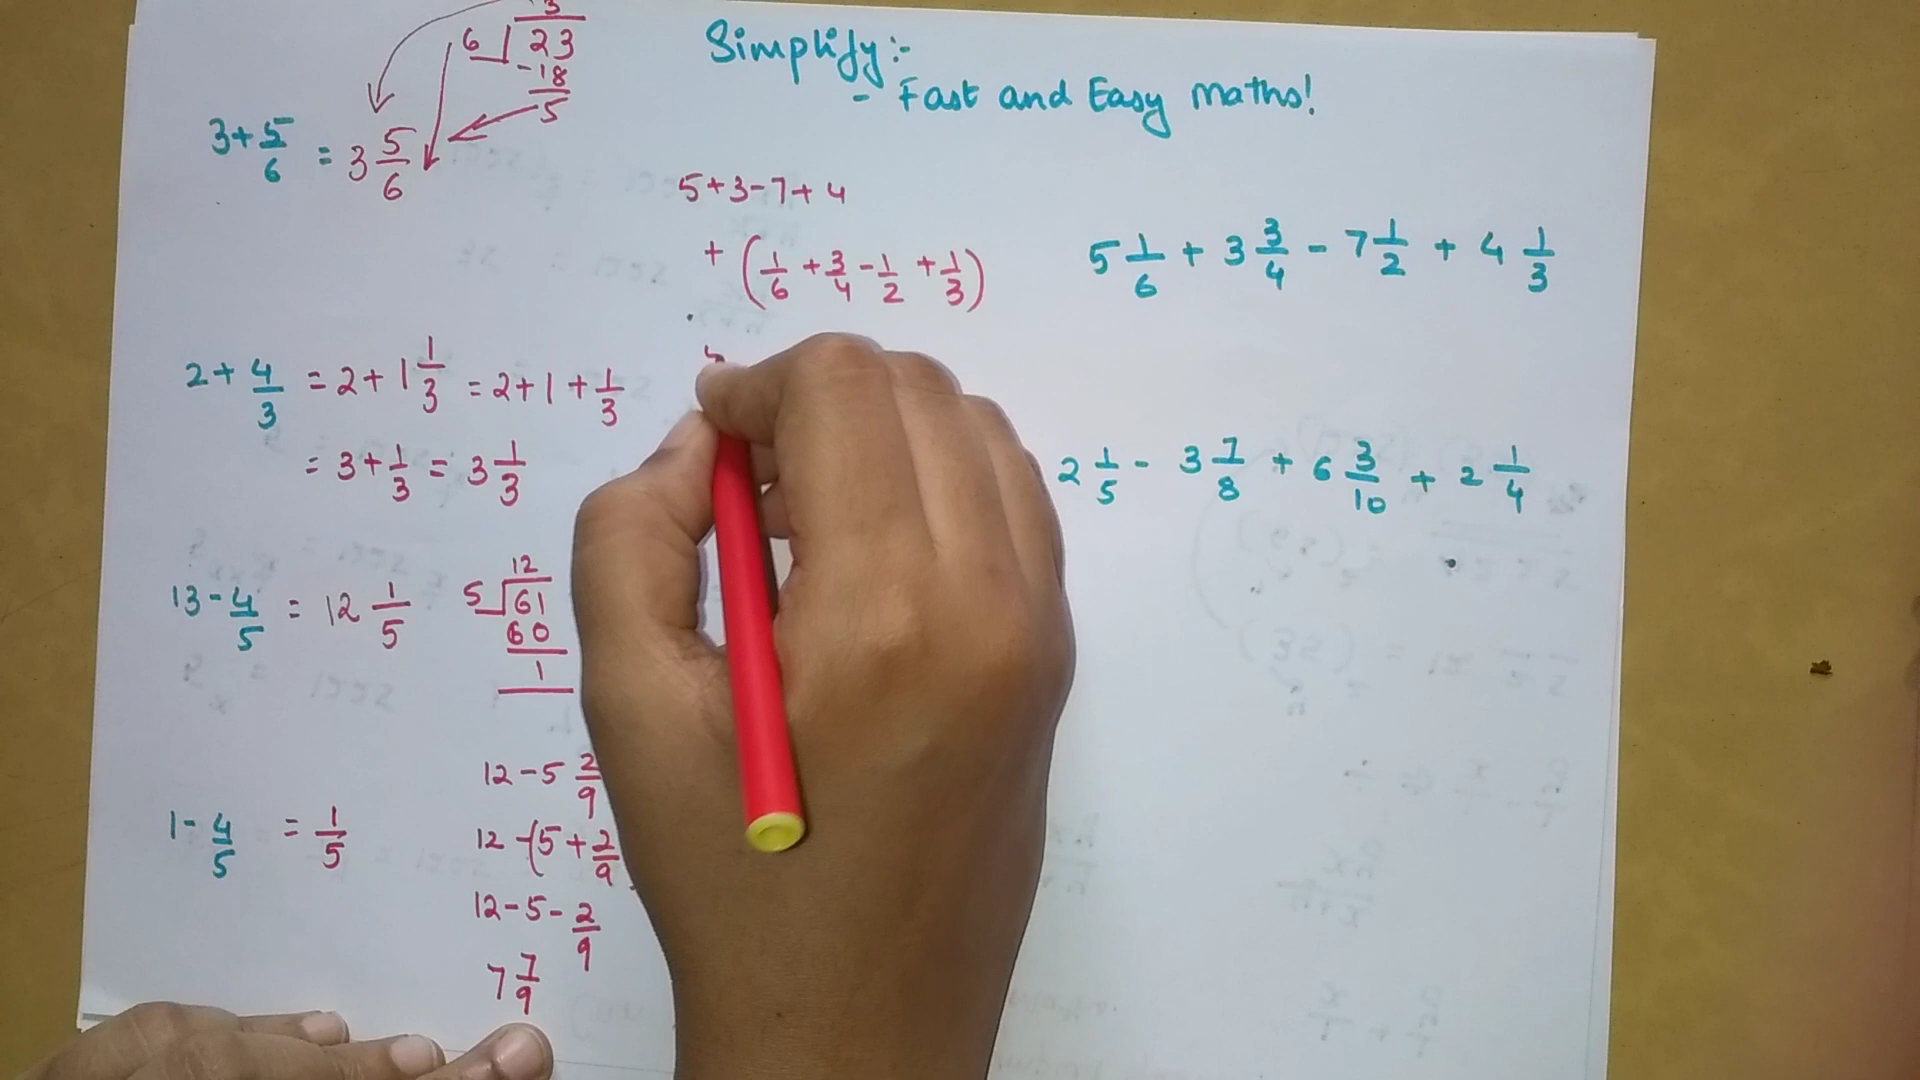 Simplify:-
- Fast and Easy maths!
3
6 23
-18
5
3+5/6 = 3 5/6
2+4/3 = 2+1 1/3 = 2+1+1/3
= 3+1/3 = 3 1/3
13-4/5 = 12 1/5
12
5 61
60
1
1-4/5 = 1/5
12-5 2/9
12-(5+2/9
12-5-2/9
7 7/9
5+3-7+4
+ (1/6+3/4-1/2+1/3)
5 1/6 + 3 3/4 - 7 1/2 + 4 1/3
2 1/5 - 3 7/8 + 6 3/10 + 2 1/4